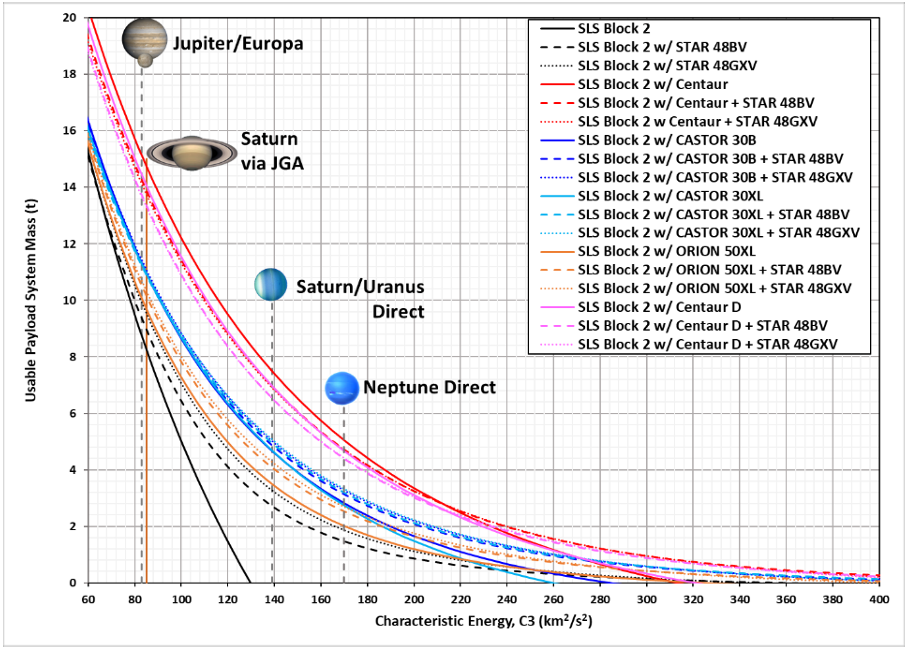 20
18
16
14
12
10
8
6
4
2
0
Usable Payload System Mass (t)
60
80
100
120
140
160
180
200
220
240
260
280
300
320
340
360
380
400
Characteristic Energy, C3 (km²/s²)
Jupiter/Europa
Saturn
via JGA
Saturn/Uranus
Direct
Neptune Direct
SLS Block 2
SLS Block 2 w/ STAR 48BV
SLS Block 2 w/ STAR 48GXV
SLS Block 2 w/ Centaur
SLS Block 2 w/ Centaur + STAR 48BV
SLS Block 2 w Centaur + STAR 48GXV
SLS Block 2 w/ CASTOR 30B
SLS Block 2 w/ CASTOR 30B + STAR 48BV
SLS Block 2 w/ CASTOR 30B + STAR 48GXV
SLS Block 2 w/ CASTOR 30XL
SLS Block 2 w/ CASTOR 30XL + STAR 48BV
SLS Block 2 w/ CASTOR 30XL + STAR 48GXV
SLS Block 2 w/ ORION 50XL
SLS Block 2 w/ ORION 50XL + STAR 48BV
SLS Block 2 w/ ORION 50XL + STAR 48GXV
SLS Block 2 w/ Centaur D
SLS Block 2 w/ Centaur D + STAR 48BV
SLS Block 2 w/ Centaur D + STAR 48GXV